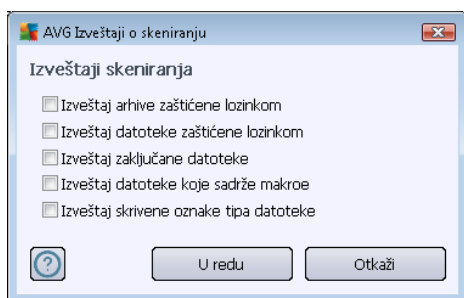 AVG Izveštaji o skeniranju
Izveštaji skeniranja
Izveštaj arhive zaštićene lozinkom
Izveštaj datoteke zaštićene lozinkom
Izveštaj zaključane datoteke
Izveštaj datoteke koje sadrže makroe
Izveštaj skrivene oznake tipa datoteke
? U redu Otkaži